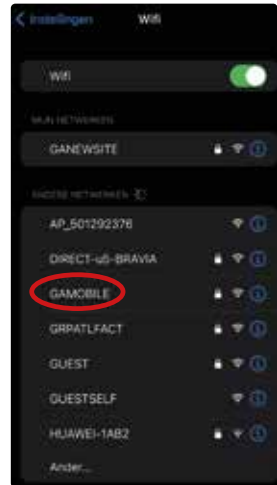 Instellingen Wifi
Wifi
MIJN NETWERKEN
GANEWSITE
ANDERE NETWERKEN
AP_501292376
DIRECT-u5-BRAVIA
GAMOBILE
GRPATLFACT
GUEST
GUESTSELF
HUAWEI-1AB2
Ander...